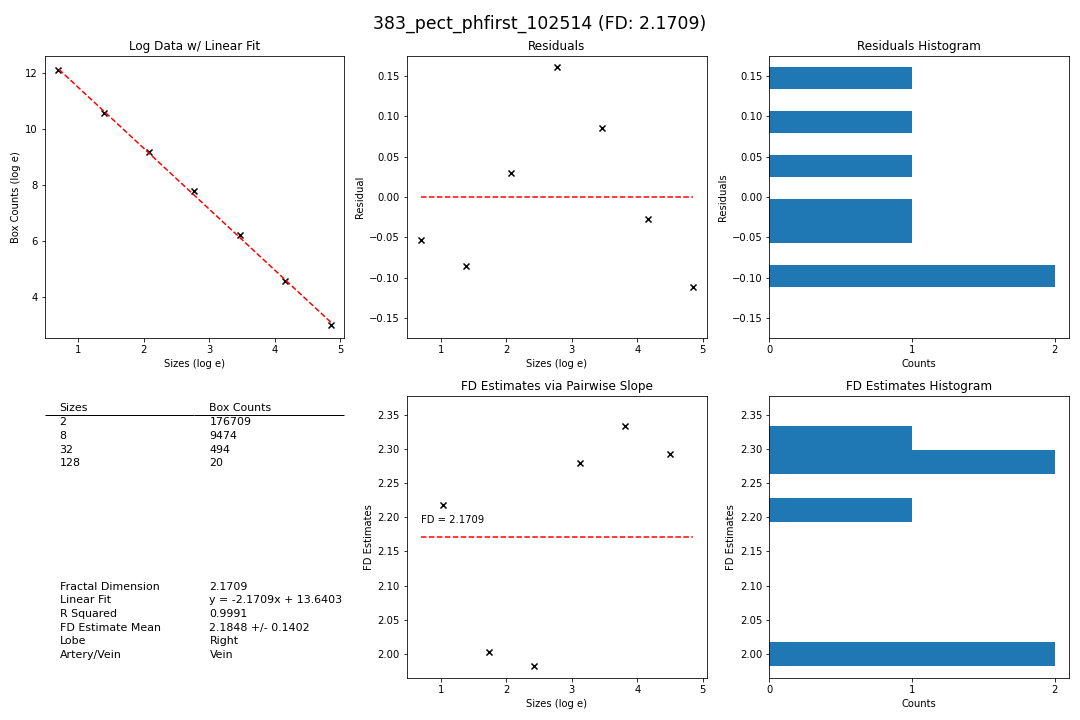 383_pect_phfirst_102514 (FD: 2.1709)
Log Data w/ Linear Fit
Box Counts (log e)
12
10
8
6
4
1 2 3 4 5
Sizes (log e)
Residuals
Residual
0.15
0.10
0.05
0.00
−0.05
−0.10
−0.15
1 2 3 4 5
Sizes (log e)
Residuals Histogram
Residuals
0.15
0.10
0.05
0.00
−0.05
−0.10
−0.15
0 1 2
Counts
Sizes Box Counts
2 176709
8 9474
32 494
128 20
Fractal Dimension 2.1709
Linear Fit y = -2.1709x + 13.6403
R Squared 0.9991
FD Estimate Mean 2.1848 +/- 0.1402
Lobe Right
Artery/Vein Vein
FD Estimates via Pairwise Slope
FD Estimates
2.35
2.30
2.25
2.20
2.15
2.10
2.05
2.00
FD = 2.1709
1 2 3 4 5
Sizes (log e)
FD Estimates Histogram
FD Estimates
2.35
2.30
2.25
2.20
2.15
2.10
2.05
2.00
0 1 2
Counts